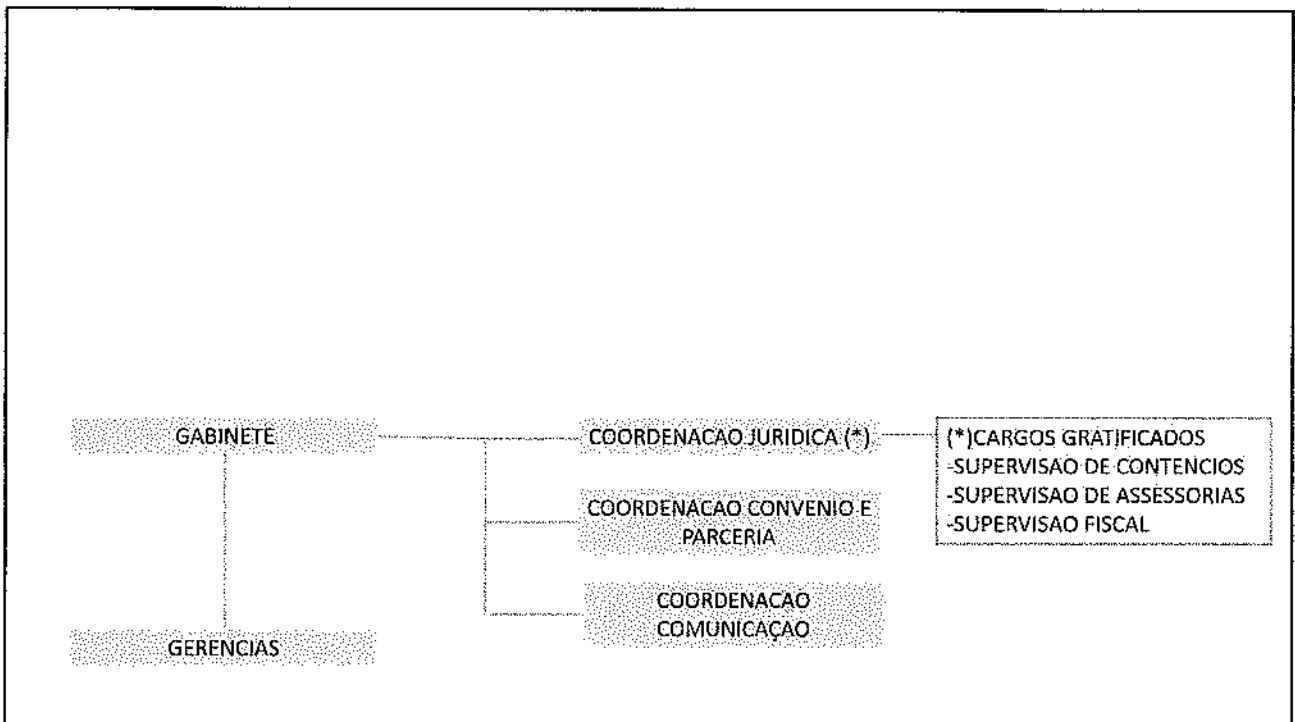 GABINETE
COORDENACAO JURIDICA (*)
(*)CARGOS GRATIFICADOS
-SUPERVISAO DE CONTENCIOS
-SUPERVISAO DE ASSESSORIAS
-SUPERVISAO FISCAL
COORDENACAO CONVENIO E
PARCERIA
COORDENACAO
COMUNICAÇAO
GERENCIAS